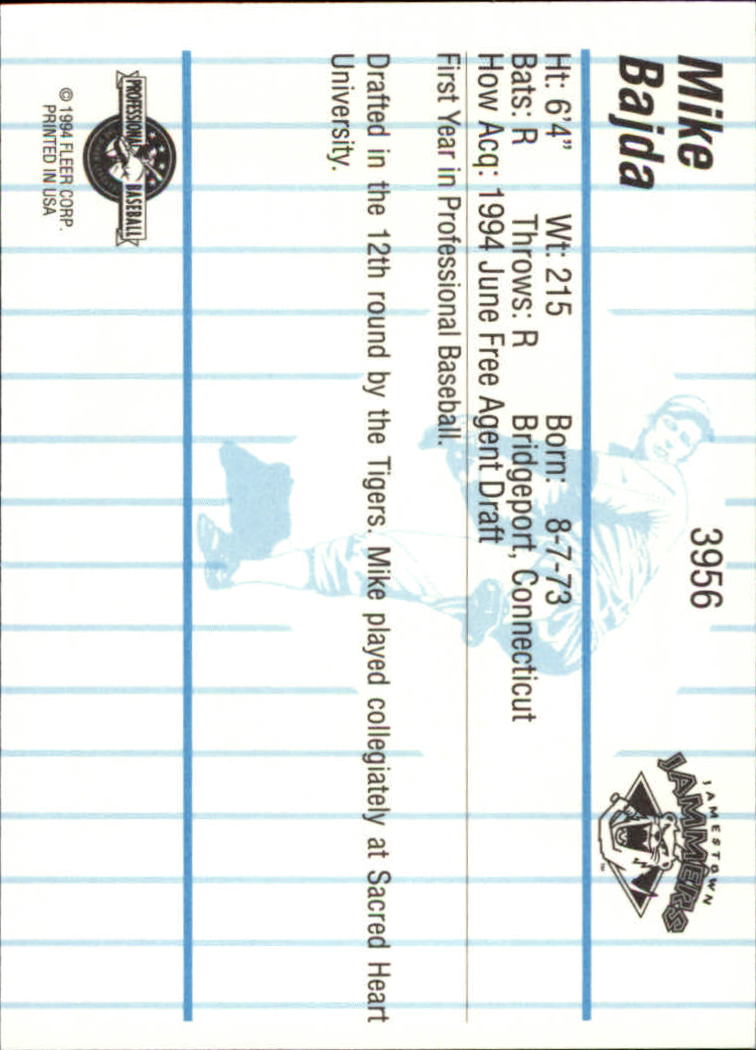 Mike
Bajda
3956
JAMESTOWN
JAMMERS
TM
Ht: 6'4" Wt: 215 Born: 8-7-73
Bats: R Throws: R Bridgeport, Connecticut
How Acq: 1994 June Free Agent Draft
First Year in Professional Baseball.
Drafted in the 12th round by the Tigers. Mike played collegiately at Sacred Heart
University.
PROFESSIONAL BASEBALL
© 1994 FLEER CORP.
PRINTED IN USA